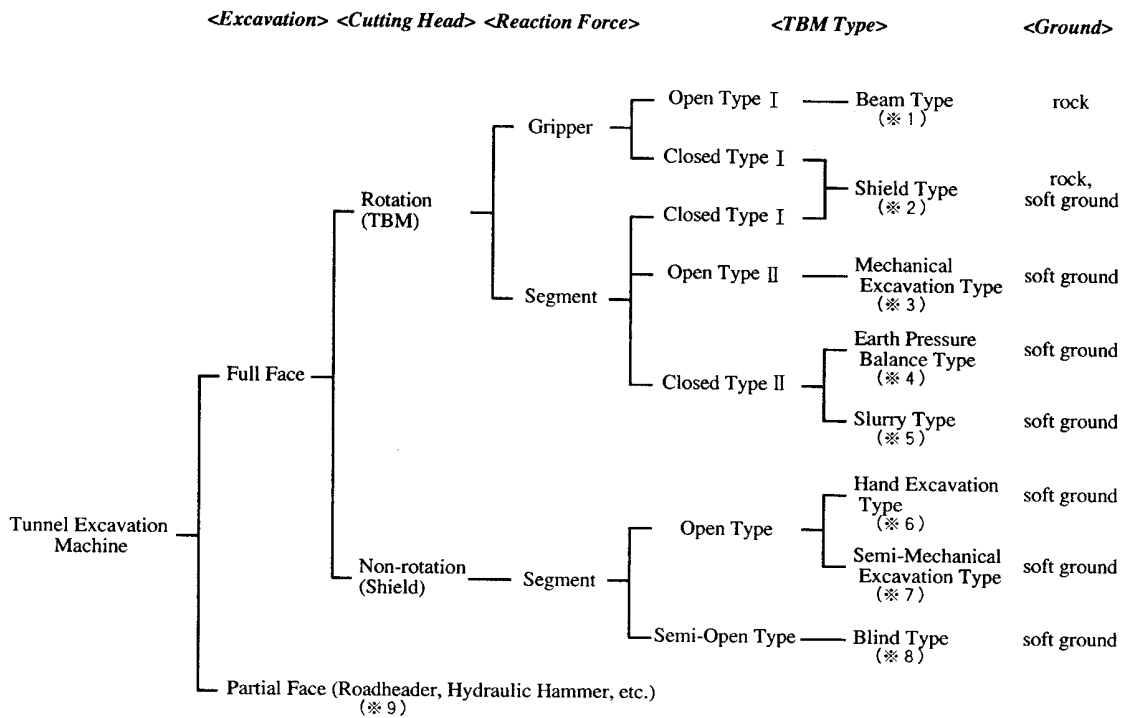 <Excavation> <Cutting Head> <Reaction Force> <TBM Type> <Ground>
Open Type Ⅰ Beam Type rock
(※1)
Gripper
Closed Type Ⅰ
Rotation
(TBM)
Shield Type
(※2)
rock,
soft ground
Closed Type Ⅰ
Open Type Ⅱ Mechanical
Excavation Type
(※3)
soft ground
Segment
Earth Pressure
Balance Type
(※4)
soft ground
Full Face
Closed Type Ⅱ
Slurry Type
(※5)
soft ground
Hand Excavation
Type
(※6)
soft ground
Tunnel Excavation
Machine
Open Type
Non-rotation
(Shield)
Segment
Semi-Mechanical
Excavation Type
(※7)
soft ground
Semi-Open Type Blind Type
(※8)
soft ground
Partial Face (Roadheader, Hydraulic Hammer, etc.)
(※9)